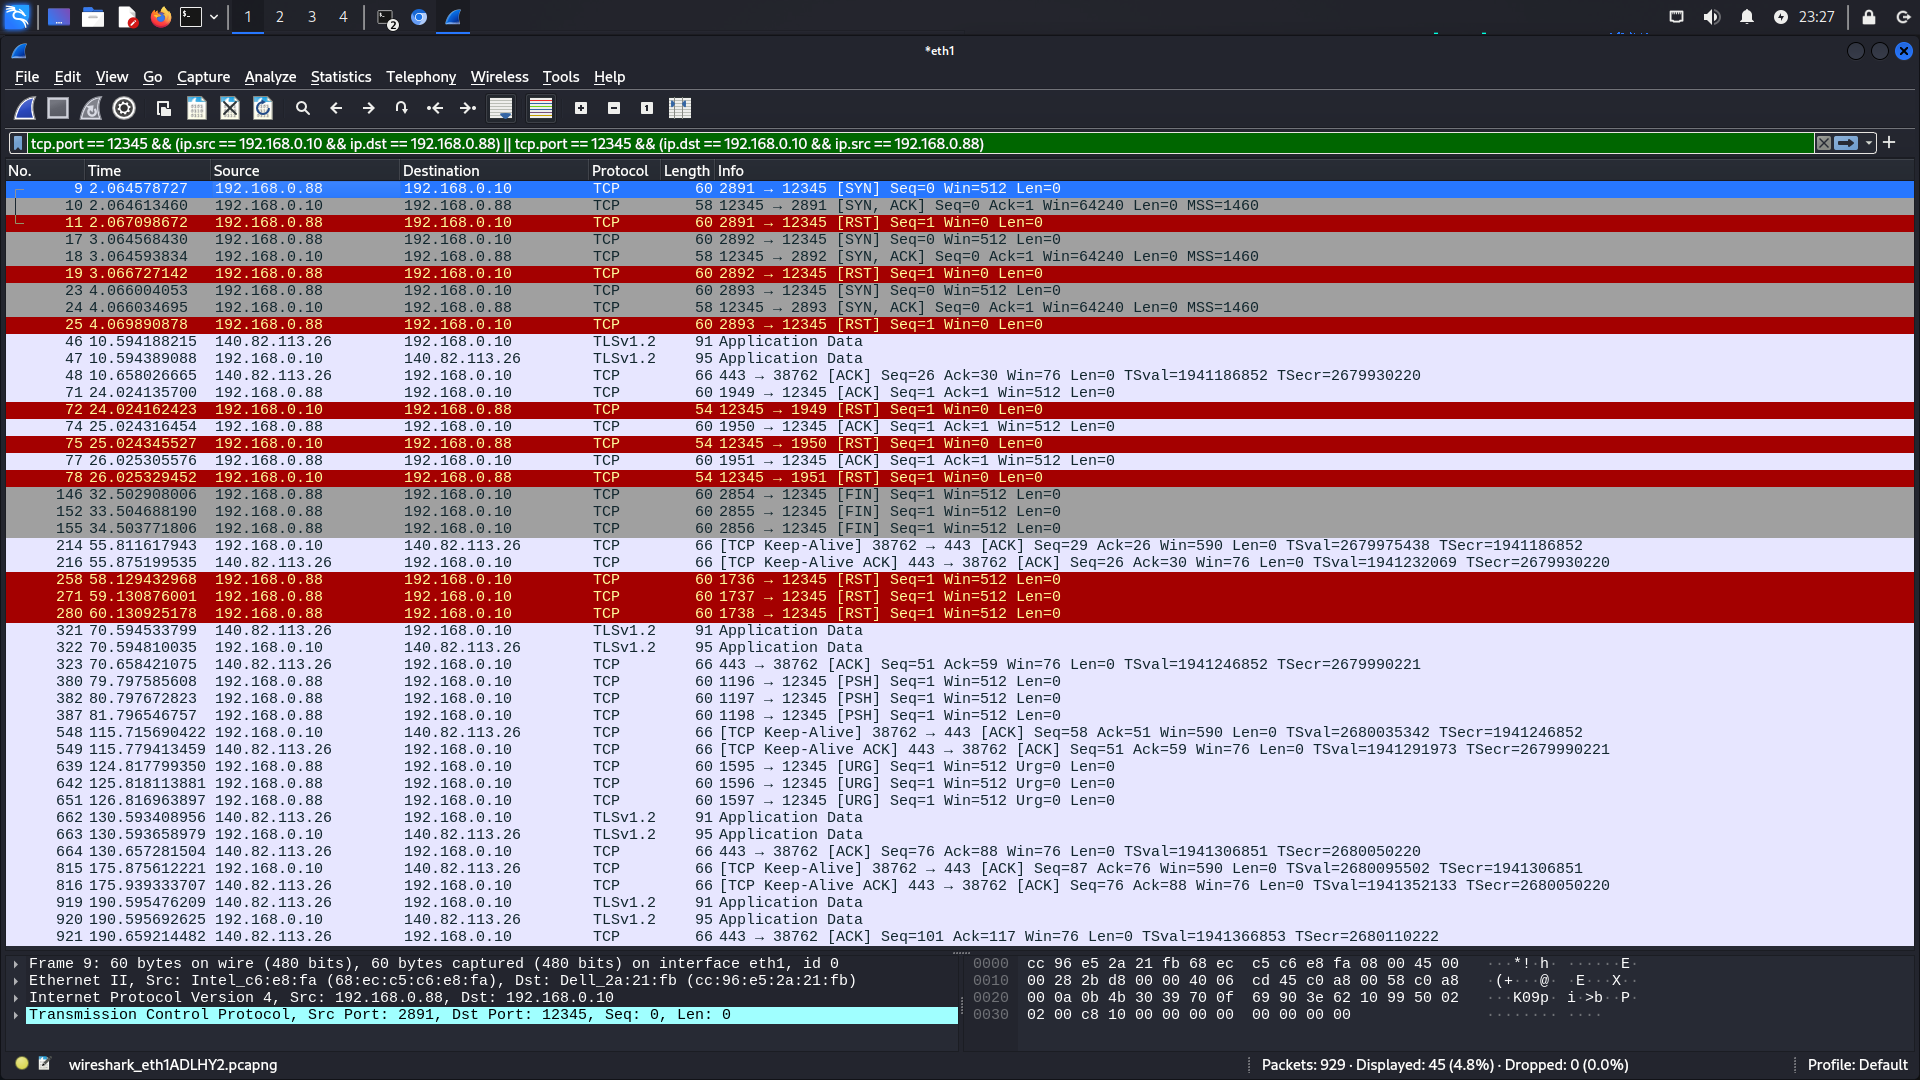 1 2 3 4 2 23:27
*eth1
File Edit View Go Capture Analyze Statistics Telephony Wireless Tools Help
tcp.port == 12345 && (ip.src == 192.168.0.10 && ip.dst == 192.168.0.88) || tcp.port == 12345 && (ip.dst == 192.168.0.10 && ip.src == 192.168.0.88)
No. Time Source Destination Protocol Length Info
9 2.064578727 192.168.0.88 192.168.0.10 TCP 60 2891 → 12345 [SYN] Seq=0 Win=512 Len=0
10 2.064613460 192.168.0.10 192.168.0.88 TCP 58 12345 → 2891 [SYN, ACK] Seq=0 Ack=1 Win=64240 Len=0 MSS=1460
11 2.067098672 192.168.0.88 192.168.0.10 TCP 60 2891 → 12345 [RST] Seq=1 Win=0 Len=0
17 3.064568430 192.168.0.88 192.168.0.10 TCP 60 2892 → 12345 [SYN] Seq=0 Win=512 Len=0
18 3.064593834 192.168.0.10 192.168.0.88 TCP 58 12345 → 2892 [SYN, ACK] Seq=0 Ack=1 Win=64240 Len=0 MSS=1460
19 3.066727142 192.168.0.88 192.168.0.10 TCP 60 2892 → 12345 [RST] Seq=1 Win=0 Len=0
23 4.066004053 192.168.0.88 192.168.0.10 TCP 60 2893 → 12345 [SYN] Seq=0 Win=512 Len=0
24 4.066034695 192.168.0.10 192.168.0.88 TCP 58 12345 → 2893 [SYN, ACK] Seq=0 Ack=1 Win=64240 Len=0 MSS=1460
25 4.069890878 192.168.0.88 192.168.0.10 TCP 60 2893 → 12345 [RST] Seq=1 Win=0 Len=0
46 10.594188215 140.82.113.26 192.168.0.10 TLSv1.2 91 Application Data
47 10.594389088 192.168.0.10 140.82.113.26 TLSv1.2 95 Application Data
48 10.658026665 140.82.113.26 192.168.0.10 TCP 66 443 → 38762 [ACK] Seq=26 Ack=30 Win=76 Len=0 TSval=1941186852 TSecr=2679930220
71 24.024135700 192.168.0.88 192.168.0.10 TCP 60 1949 → 12345 [ACK] Seq=1 Ack=1 Win=512 Len=0
72 24.024162423 192.168.0.10 192.168.0.88 TCP 54 12345 → 1949 [RST] Seq=1 Win=0 Len=0
74 25.024316454 192.168.0.88 192.168.0.10 TCP 60 1950 → 12345 [ACK] Seq=1 Ack=1 Win=512 Len=0
75 25.024345527 192.168.0.10 192.168.0.88 TCP 54 12345 → 1950 [RST] Seq=1 Win=0 Len=0
77 26.025305576 192.168.0.88 192.168.0.10 TCP 60 1951 → 12345 [ACK] Seq=1 Ack=1 Win=512 Len=0
78 26.025329452 192.168.0.10 192.168.0.88 TCP 54 12345 → 1951 [RST] Seq=1 Win=0 Len=0
146 32.502908006 192.168.0.88 192.168.0.10 TCP 60 2854 → 12345 [FIN] Seq=1 Win=512 Len=0
152 33.504688190 192.168.0.88 192.168.0.10 TCP 60 2855 → 12345 [FIN] Seq=1 Win=512 Len=0
155 34.503771806 192.168.0.88 192.168.0.10 TCP 60 2856 → 12345 [FIN] Seq=1 Win=512 Len=0
214 55.811617943 192.168.0.10 140.82.113.26 TCP 66 [TCP Keep-Alive] 38762 → 443 [ACK] Seq=29 Ack=26 Win=590 Len=0 TSval=2679975438 TSecr=1941186852
216 55.875199535 140.82.113.26 192.168.0.10 TCP 66 [TCP Keep-Alive ACK] 443 → 38762 [ACK] Seq=26 Ack=30 Win=76 Len=0 TSval=1941232069 TSecr=2679930220
258 58.129432968 192.168.0.88 192.168.0.10 TCP 60 1736 → 12345 [RST] Seq=1 Win=512 Len=0
271 59.130876001 192.168.0.88 192.168.0.10 TCP 60 1737 → 12345 [RST] Seq=1 Win=512 Len=0
280 60.130925178 192.168.0.88 192.168.0.10 TCP 60 1738 → 12345 [RST] Seq=1 Win=512 Len=0
321 70.594533799 140.82.113.26 192.168.0.10 TLSv1.2 91 Application Data
322 70.594810035 192.168.0.10 140.82.113.26 TLSv1.2 95 Application Data
323 70.658421075 140.82.113.26 192.168.0.10 TCP 66 443 → 38762 [ACK] Seq=51 Ack=59 Win=76 Len=0 TSval=1941246852 TSecr=2679990221
380 79.797585608 192.168.0.88 192.168.0.10 TCP 60 1196 → 12345 [PSH] Seq=1 Win=512 Len=0
382 80.797672823 192.168.0.88 192.168.0.10 TCP 60 1197 → 12345 [PSH] Seq=1 Win=512 Len=0
387 81.796546757 192.168.0.88 192.168.0.10 TCP 60 1198 → 12345 [PSH] Seq=1 Win=512 Len=0
548 115.715690422 192.168.0.10 140.82.113.26 TCP 66 [TCP Keep-Alive] 38762 → 443 [ACK] Seq=58 Ack=51 Win=590 Len=0 TSval=2680035342 TSecr=1941246852
549 115.779413459 140.82.113.26 192.168.0.10 TCP 66 [TCP Keep-Alive ACK] 443 → 38762 [ACK] Seq=51 Ack=59 Win=76 Len=0 TSval=1941291973 TSecr=2679990221
639 124.817799350 192.168.0.88 192.168.0.10 TCP 60 1595 → 12345 [URG] Seq=1 Win=512 Urg=0 Len=0
642 125.818113881 192.168.0.88 192.168.0.10 TCP 60 1596 → 12345 [URG] Seq=1 Win=512 Urg=0 Len=0
651 126.816963897 192.168.0.88 192.168.0.10 TCP 60 1597 → 12345 [URG] Seq=1 Win=512 Urg=0 Len=0
662 130.593408956 140.82.113.26 192.168.0.10 TLSv1.2 91 Application Data
663 130.593658979 192.168.0.10 140.82.113.26 TLSv1.2 95 Application Data
664 130.657281504 140.82.113.26 192.168.0.10 TCP 66 443 → 38762 [ACK] Seq=76 Ack=88 Win=76 Len=0 TSval=1941306851 TSecr=2680050220
815 175.875612221 192.168.0.10 140.82.113.26 TCP 66 [TCP Keep-Alive] 38762 → 443 [ACK] Seq=87 Ack=76 Win=590 Len=0 TSval=2680095502 TSecr=1941306851
816 175.939333707 140.82.113.26 192.168.0.10 TCP 66 [TCP Keep-Alive ACK] 443 → 38762 [ACK] Seq=76 Ack=88 Win=76 Len=0 TSval=1941352133 TSecr=2680050220
919 190.595476209 140.82.113.26 192.168.0.10 TLSv1.2 91 Application Data
920 190.595692625 192.168.0.10 140.82.113.26 TLSv1.2 95 Application Data
921 190.659214482 140.82.113.26 192.168.0.10 TCP 66 443 → 38762 [ACK] Seq=101 Ack=117 Win=76 Len=0 TSval=1941366853 TSecr=2680110222
Frame 9: 60 bytes on wire (480 bits), 60 bytes captured (480 bits) on interface eth1, id 0
Ethernet II, Src: Intel_c6:e8:fa (68:ec:c5:c6:e8:fa), Dst: Dell_2a:21:fb (cc:96:e5:2a:21:fb)
Internet Protocol Version 4, Src: 192.168.0.88, Dst: 192.168.0.10
Transmission Control Protocol, Src Port: 2891, Dst Port: 12345, Seq: 0, Len: 0
0000 cc 96 e5 2a 21 fb 68 ec c5 c6 e8 fa 08 00 45 00 ···*!·h· ······E·
0010 00 28 2b d8 00 00 40 06 cd 45 c0 a8 00 58 c0 a8 ·(+···@· ·E···X··
0020 00 0a 0b 4b 30 39 70 0f 69 90 3e 62 10 99 50 02 ···K09p· i·>b··P·
0030 02 00 c8 10 00 00 00 00 00 00 00 00 ········ ····
wireshark_eth1ADLHY2.pcapng Packets: 929 · Displayed: 45 (4.8%) · Dropped: 0 (0.0%) Profile: Default